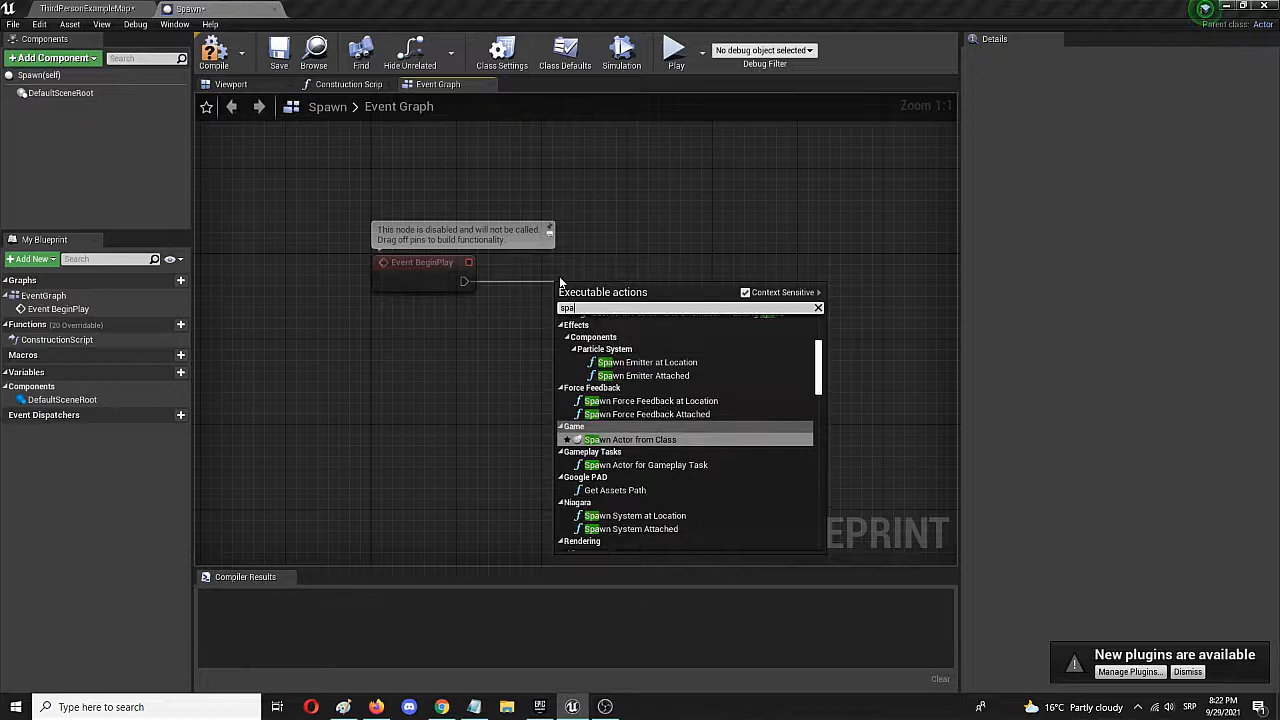 ThirdPersonExampleMap*
Spawn*
File Edit Asset View Debug Window Help
Parent class: Actor
Components
+ Add Component
Search
Spawn(self)
DefaultSceneRoot
Compile
Save
Browse
Find
Hide Unrelated
Class Settings
Class Defaults
Simulation
Play
No debug object selected
Debug Filter
Details
Viewport
Construction Scrip
Event Graph
Spawn > Event Graph
Zoom 1:1
This node is disabled and will not be called.
Drag off pins to build functionality.
Event BeginPlay
My Blueprint
+ Add New
Search
Graphs
EventGraph
Event BeginPlay
Functions (20 Overridable)
ConstructionScript
Macros
Variables
Components
DefaultSceneRoot
Event Dispatchers
Executable actions
Context Sensitive
spa
Effects
Components
Particle System
Spawn Emitter at Location
Spawn Emitter Attached
Force Feedback
Spawn Force Feedback at Location
Spawn Force Feedback Attached
Game
Spawn Actor from Class
Gameplay Tasks
Spawn Actor for Gameplay Task
Google PAD
Get Assets Path
Niagara
Spawn System at Location
Spawn System Attached
Rendering
EPRINT
Compiler Results
Clear
New plugins are available
Manage Plugins...
Dismiss
Type here to search
16°C Partly cloudy
SRP
8:22 PM
9/29/2021